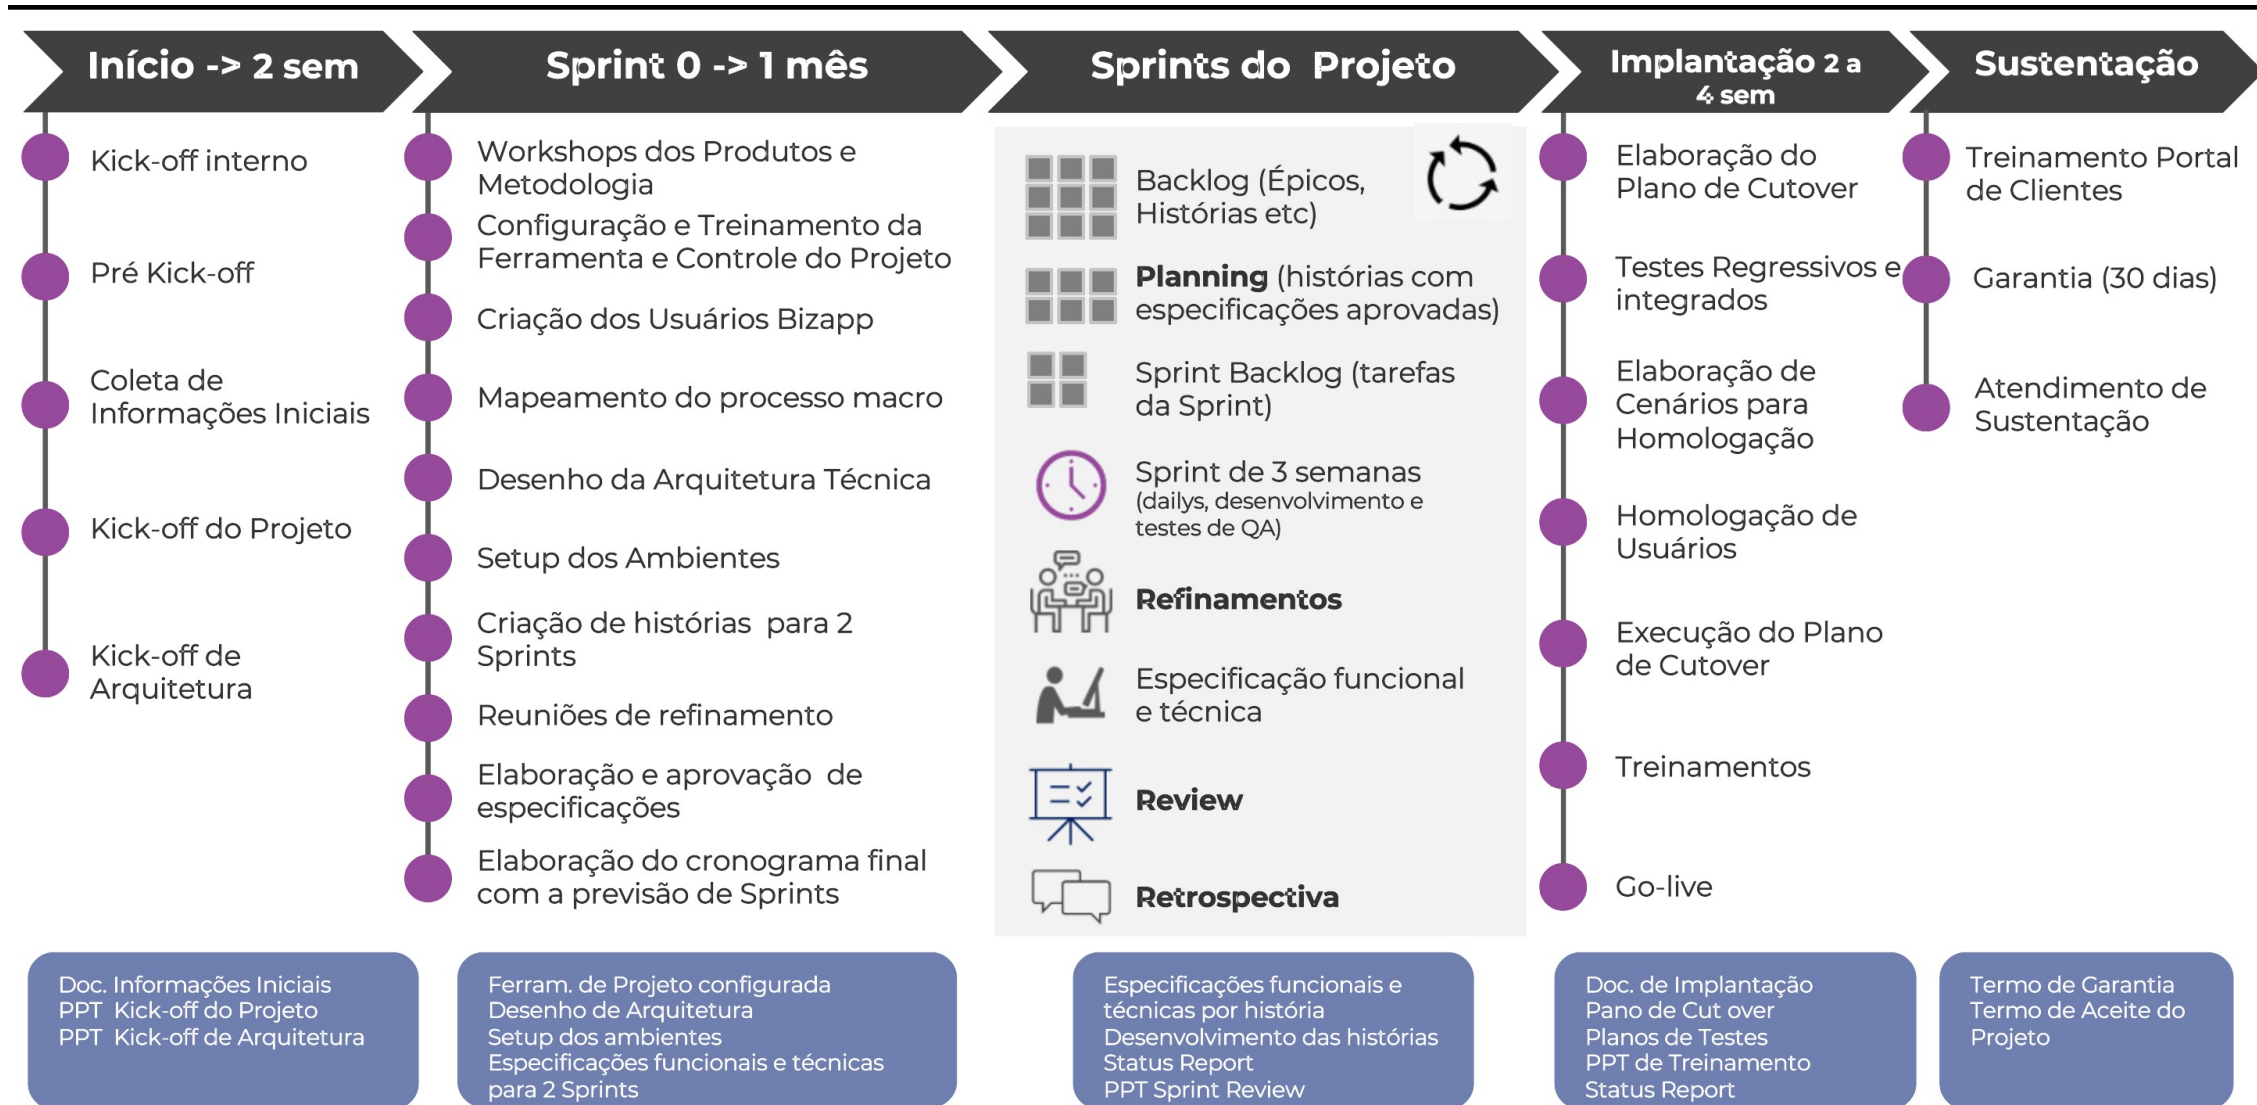 Início -> 2 sem
Sprint 0 -> 1 mês
Sprints do Projeto
Implantação 2 a
4 sem
Sustentação
Kick-off interno
Pré Kick-off
Coleta de
Informações Iniciais
Kick-off do Projeto
Kick-off de
Arquitetura
Workshops dos Produtos e
Metodologia
Configuração e Treinamento da
Ferramenta e Controle do Projeto
Criação dos Usuários Bizapp
Mapeamento do processo macro
Desenho da Arquitetura Técnica
Setup dos Ambientes
Criação de histórias para 2
Sprints
Reuniões de refinamento
Elaboração e aprovação de
especificações
Elaboração do cronograma final
com a previsão de Sprints
Backlog (Épicos,
Histórias etc)
Planning (histórias com
especificações aprovadas)
Sprint Backlog (tarefas
da Sprint)
Sprint de 3 semanas
(dailys, desenvolvimento e
testes de QA)
Refinamentos
Especificação funcional
e técnica
Review
Retrospectiva
Elaboração do
Plano de Cutover
Testes Regressivos e
integrados
Elaboração de
Cenários para
Homologação
Homologação de
Usuários
Execução do Plano
de Cutover
Treinamentos
Go-live
Treinamento Portal
de Clientes
Garantia (30 dias)
Atendimento de
Sustentação
Doc. Informações Iniciais
PPT Kick-off do Projeto
PPT Kick-off de Arquitetura
Ferram. de Projeto configurada
Desenho de Arquitetura
Setup dos ambientes
Especificações funcionais e técnicas
para 2 Sprints
Especificações funcionais e
técnicas por história
Desenvolvimento das histórias
Status Report
PPT Sprint Review
Doc. de Implantação
Pano de Cut over
Planos de Testes
PPT de Treinamento
Status Report
Termo de Garantia
Termo de Aceite do
Projeto